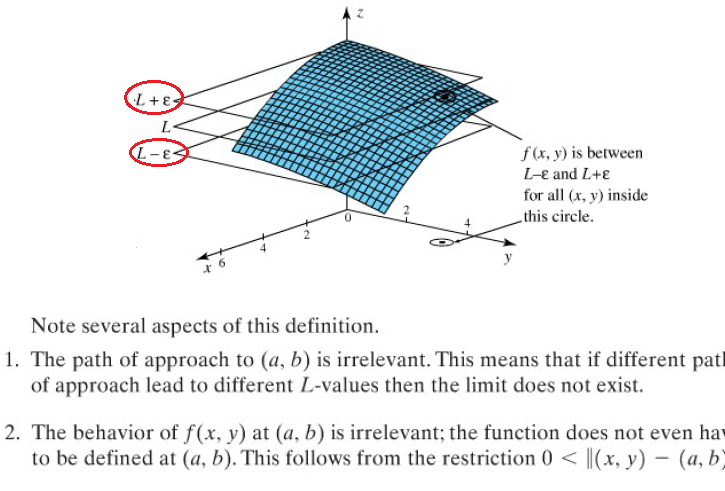 z
L + ε
L
L – ε
f (x, y) is between
L–ε and L+ε
for all (x, y) inside
this circle.
0
2
4
y
2
4
6
x
Note several aspects of this definition.
1. The path of approach to (a, b) is irrelevant. This means that if different
of approach lead to different L-values then the limit does not exist.
2. The behavior of f(x, y) at (a, b) is irrelevant; the function does not even
to be defined at (a, b). This follows from the restriction 0 < ‖(x, y) − (a, b)